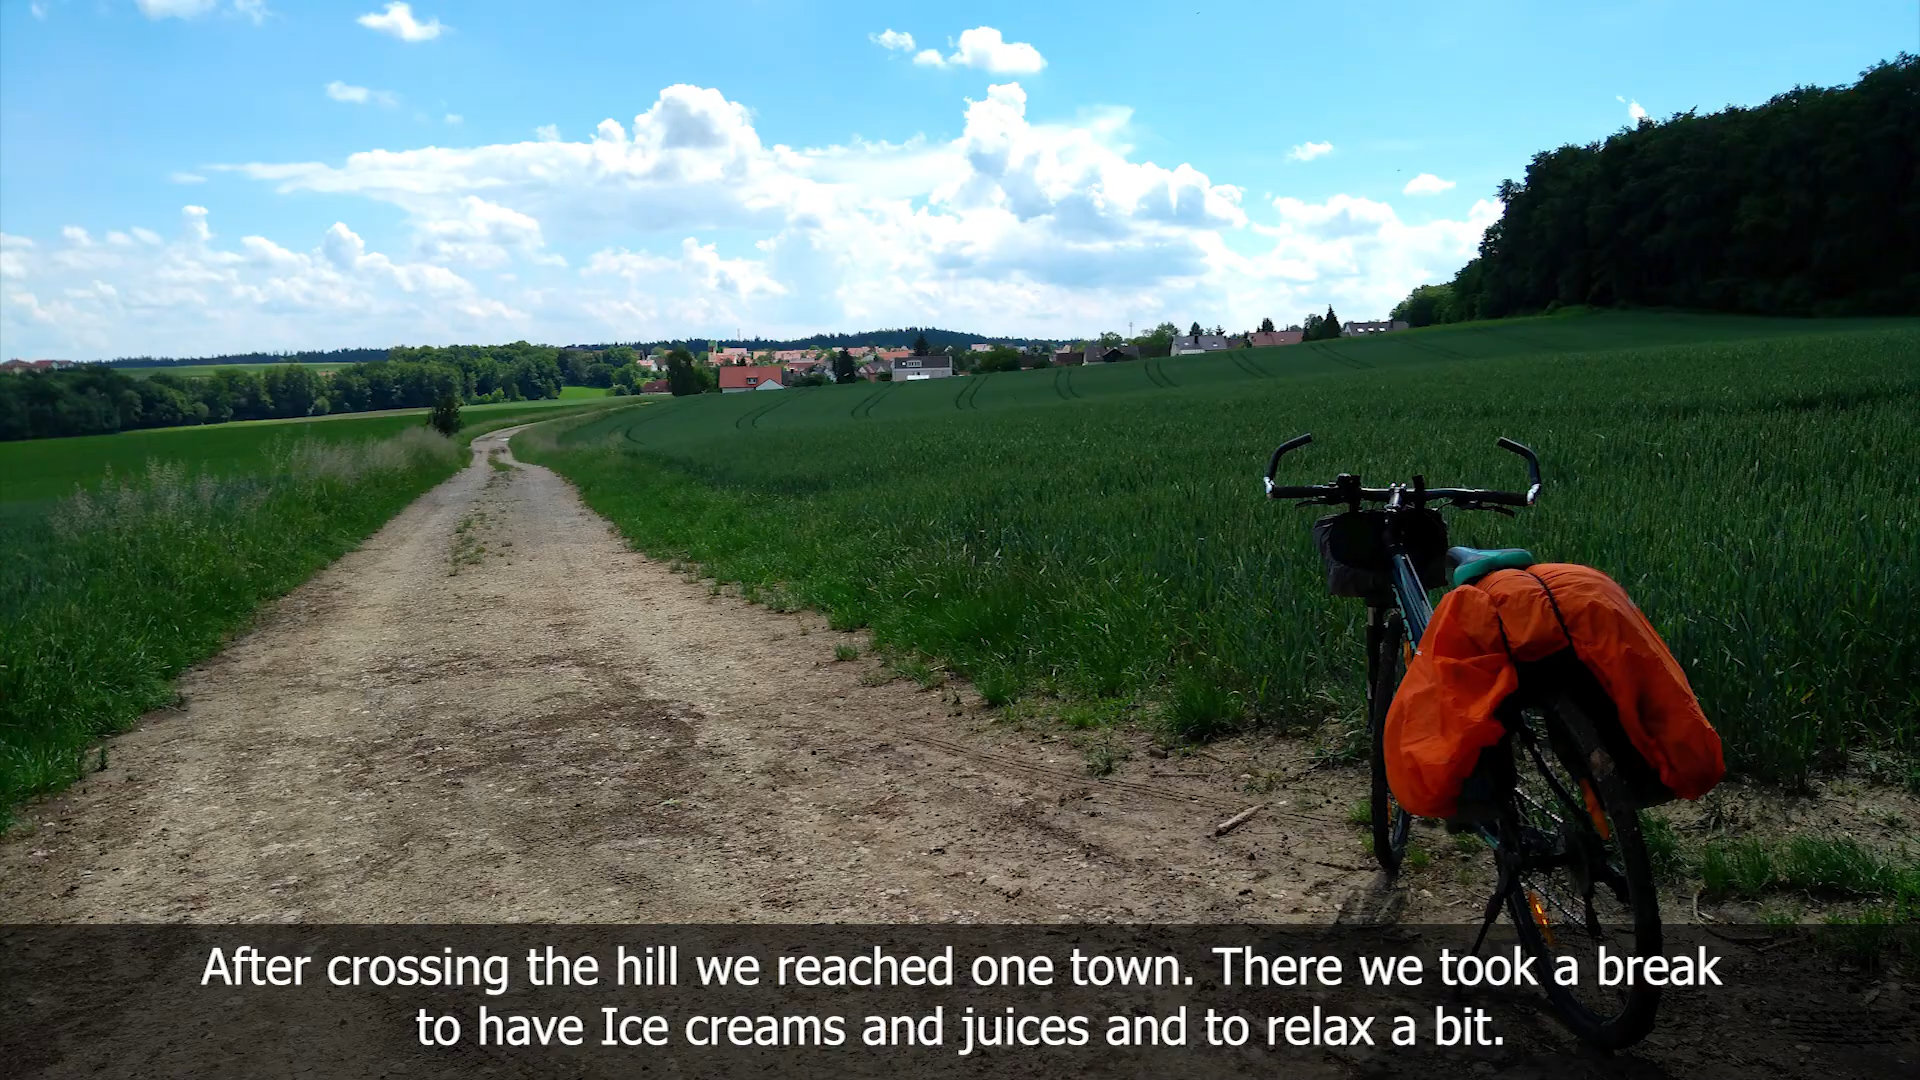 After crossing the hill we reached one town. There we took a break
to have Ice creams and juices and to relax a bit.